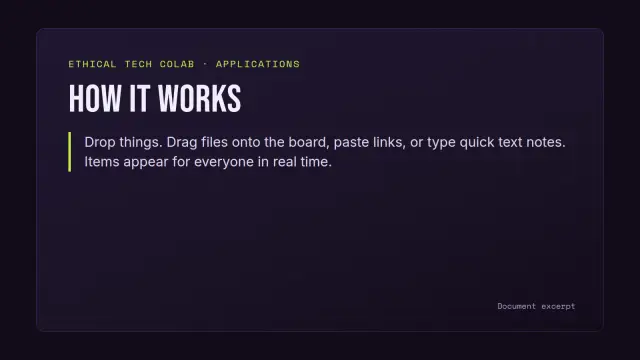 ETHICAL TECH COLAB · APPLICATIONS
HOW IT WORKS
Drop things. Drag files onto the board, paste links, or type quick text notes.
Items appear for everyone in real time.
Document excerpt